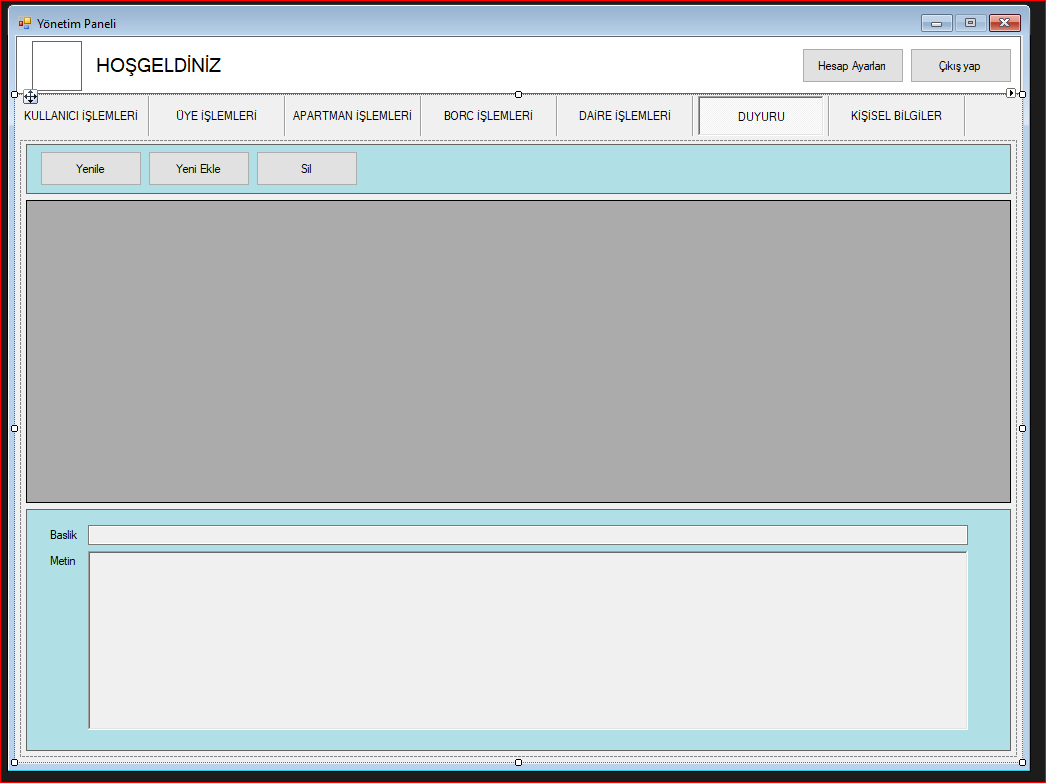 Yönetim Paneli
HOŞGELDİNİZ
Hesap Ayarları
Çıkış yap
KULLANICI İŞLEMLERİ
ÜYE İŞLEMLERİ
APARTMAN İŞLEMLERİ
BORC İŞLEMLERİ
DAİRE İŞLEMLERİ
DUYURU
KİŞİSEL BİLGİLER
Yenile
Yeni Ekle
Sil
Baslik
Metin